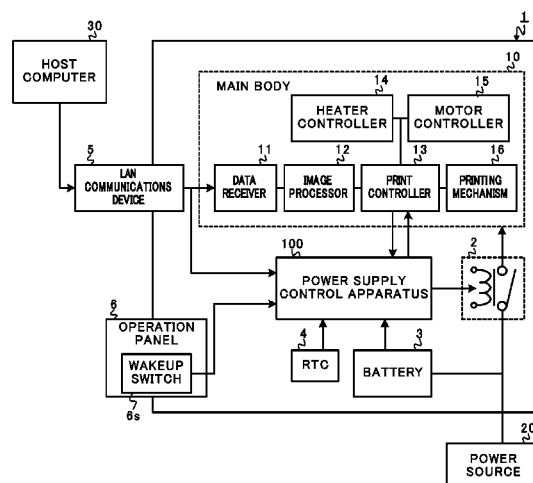 30
1
HOST
COMPUTER
10
MAIN BODY
14
15
HEATER
CONTROLLER
MOTOR
CONTROLLER
5
11
12
13
16
LAN
COMMUNICATIONS
DEVICE
DATA
RECEIVER
IMAGE
PROCESSOR
PRINT
CONTROLLER
PRINTING
MECHANISM
100
2
POWER SUPPLY
CONTROL APPARATUS
6
OPERATION
PANEL
WAKEUP
SWITCH
6s
4
RTC
3
BATTERY
20
POWER
SOURCE